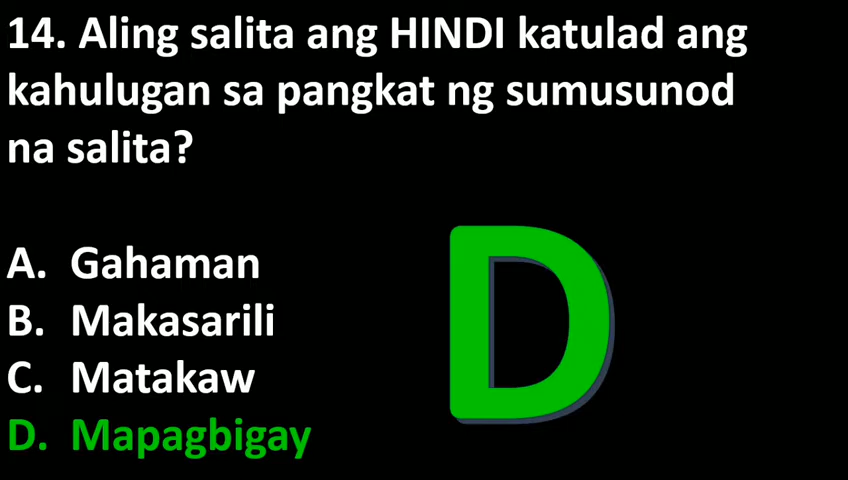 14. Aling salita ang HINDI katulad ang
kahulugan sa pangkat ng sumusunod
na salita?
A. Gahaman
B. Makasarili
C. Matakaw
D. Mapagbigay
D